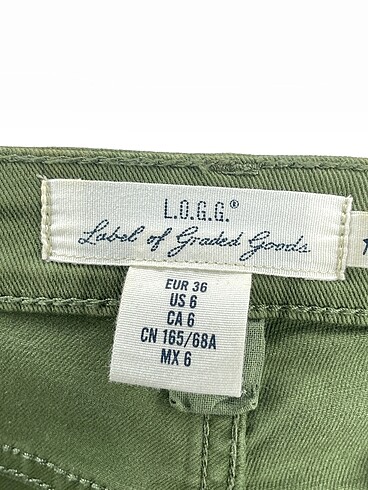 L.O.G.G.®
Label of Graded Goods
EUR 36
US 6
CA 6
CN 165/68A
MX 6